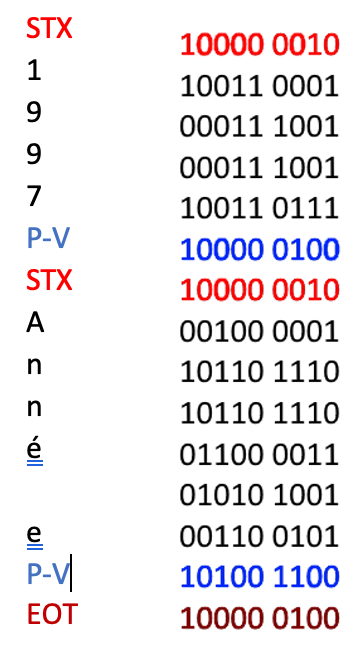 STX 10000 0010
1 10011 0001
9 00011 1001
9 00011 1001
7 10011 0111
P-V 10000 0100
STX 10000 0010
A 00100 0001
n 10110 1110
n 10110 1110
é 01100 0011
01010 1001
e 00110 0101
P-V 10100 1100
EOT 10000 0100